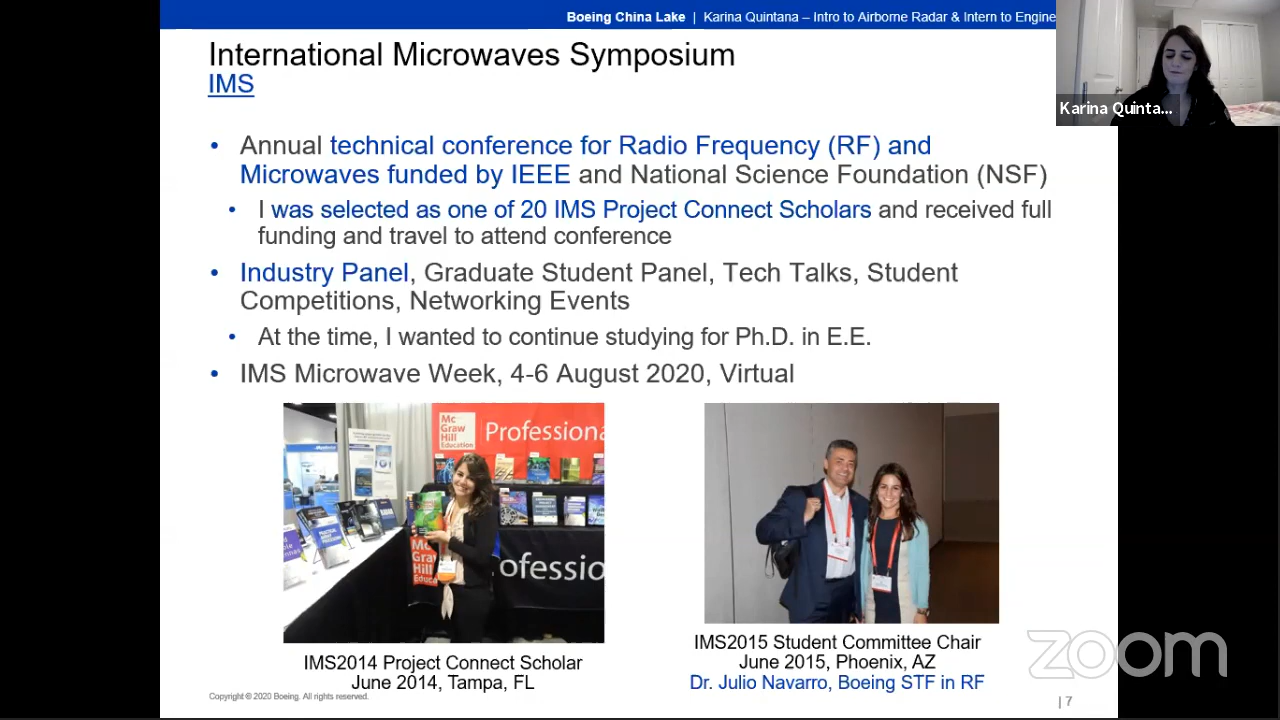 Boeing China Lake | Karina Quintana – Intro to Airborne Radar & Intern to Engine
Karina Quinta...
International Microwaves Symposium
IMS
• Annual technical conference for Radio Frequency (RF) and
Microwaves funded by IEEE and National Science Foundation (NSF)
• I was selected as one of 20 IMS Project Connect Scholars and received full
funding and travel to attend conference
• Industry Panel, Graduate Student Panel, Tech Talks, Student
Competitions, Networking Events
• At the time, I wanted to continue studying for Ph.D. in E.E.
• IMS Microwave Week, 4-6 August 2020, Virtual
Mc
Graw
Hill
Education
Professiona
Mc
Graw
Hill
Educa
ofessio
IMS2014 Project Connect Scholar
June 2014, Tampa, FL
IMS2015 Student Committee Chair
June 2015, Phoenix, AZ
Dr. Julio Navarro, Boeing STF in RF
Copyright © 2020 Boeing. All rights reserved.
| 7
zoom